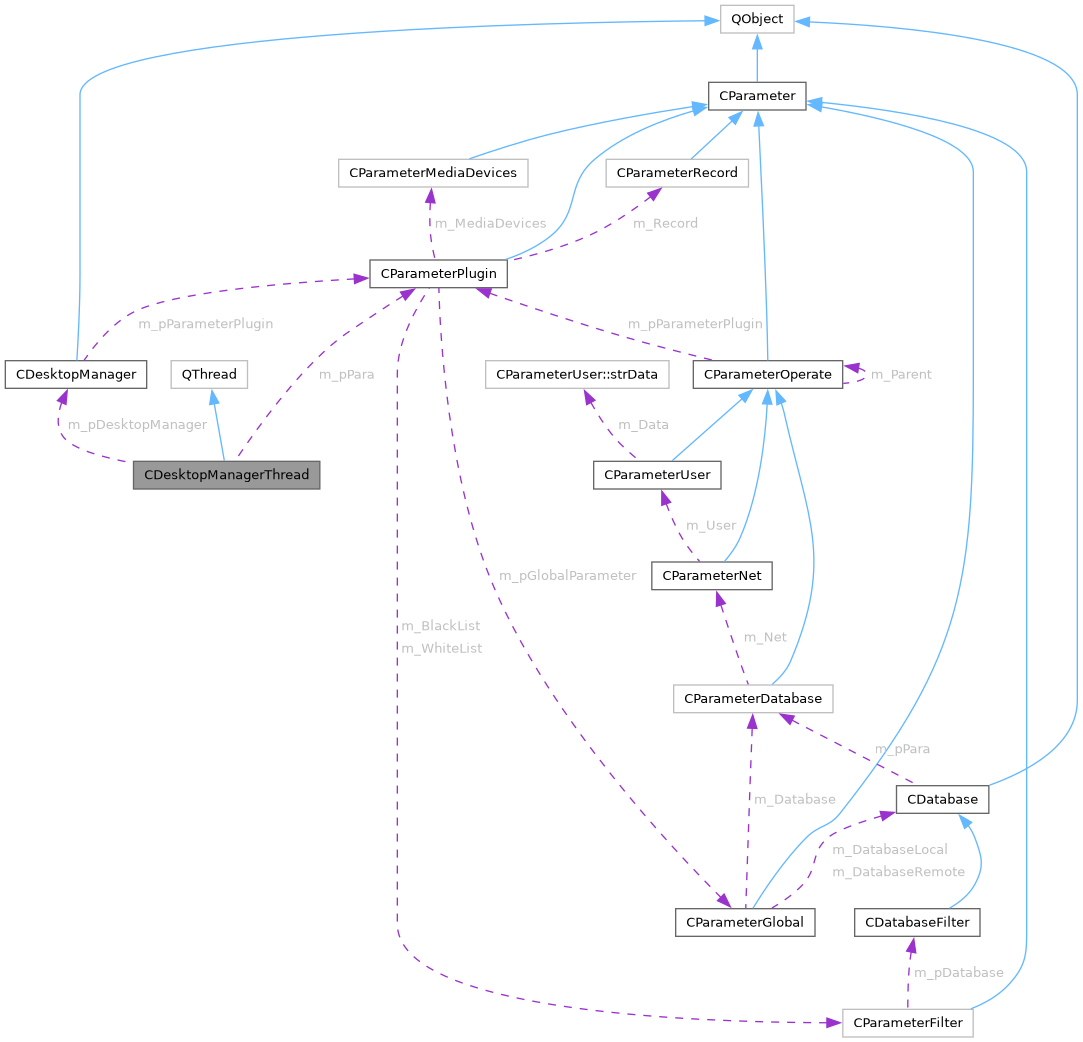 QObject
CParameter
CParameterMediaDevices
CParameterRecord
m_MediaDevices
m_Record
CParameterPlugin
m_pParameterPlugin
m_pParameterPlugin
CDesktopManager
QThread
m_pPara
CParameterUser::strData
CParameterOperate
m_Parent
m_pDesktopManager
m_Data
CDesktopManagerThread
CParameterUser
m_User
m_pGlobalParameter
CParameterNet
m_BlackList
m_WhiteList
m_Net
CParameterDatabase
m_pPara
m_Database
CDatabase
m_DatabaseLocal
m_DatabaseRemote
CParameterGlobal
CDatabaseFilter
m_pDatabase
CParameterFilter